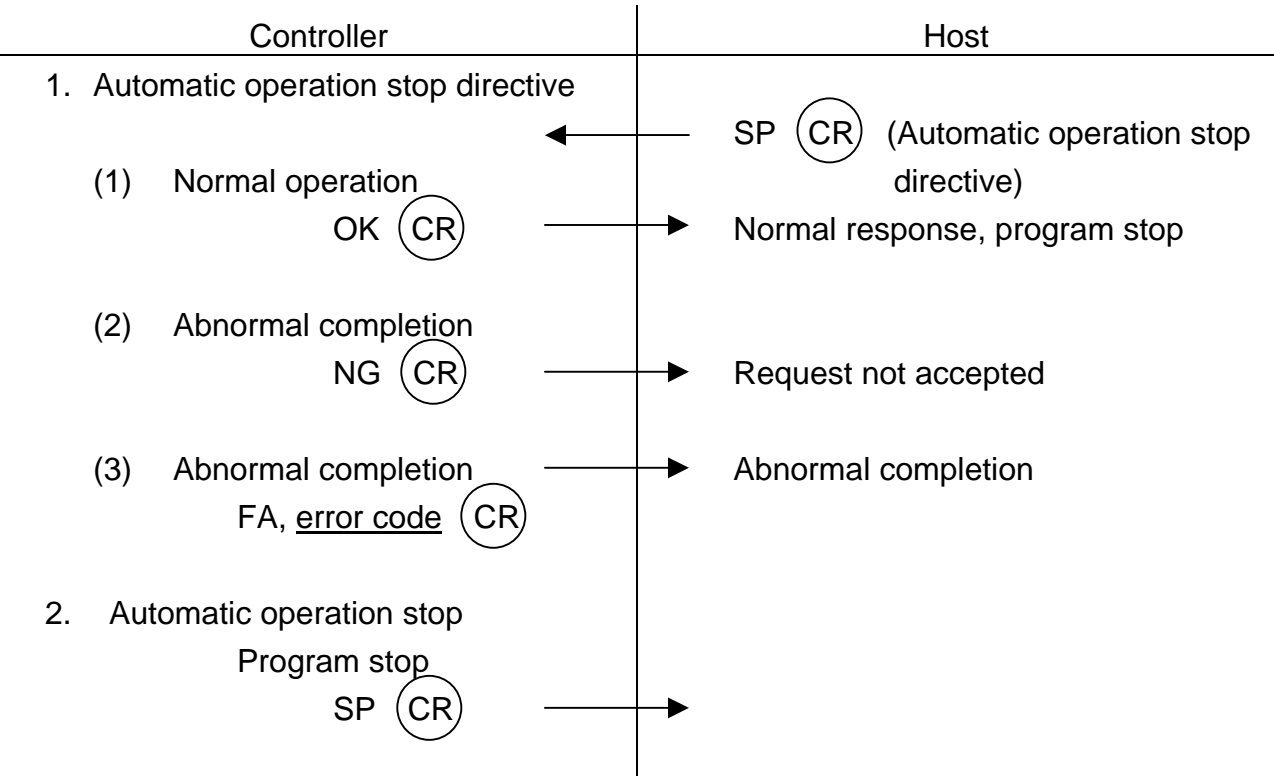 Controller Host
1. Automatic operation stop directive
SP CR (Automatic operation stop
directive)
(1) Normal operation
OK CR Normal response, program stop
(2) Abnormal completion
NG CR Request not accepted
(3) Abnormal completion Abnormal completion
FA, error code CR
2. Automatic operation stop
Program stop
SP CR